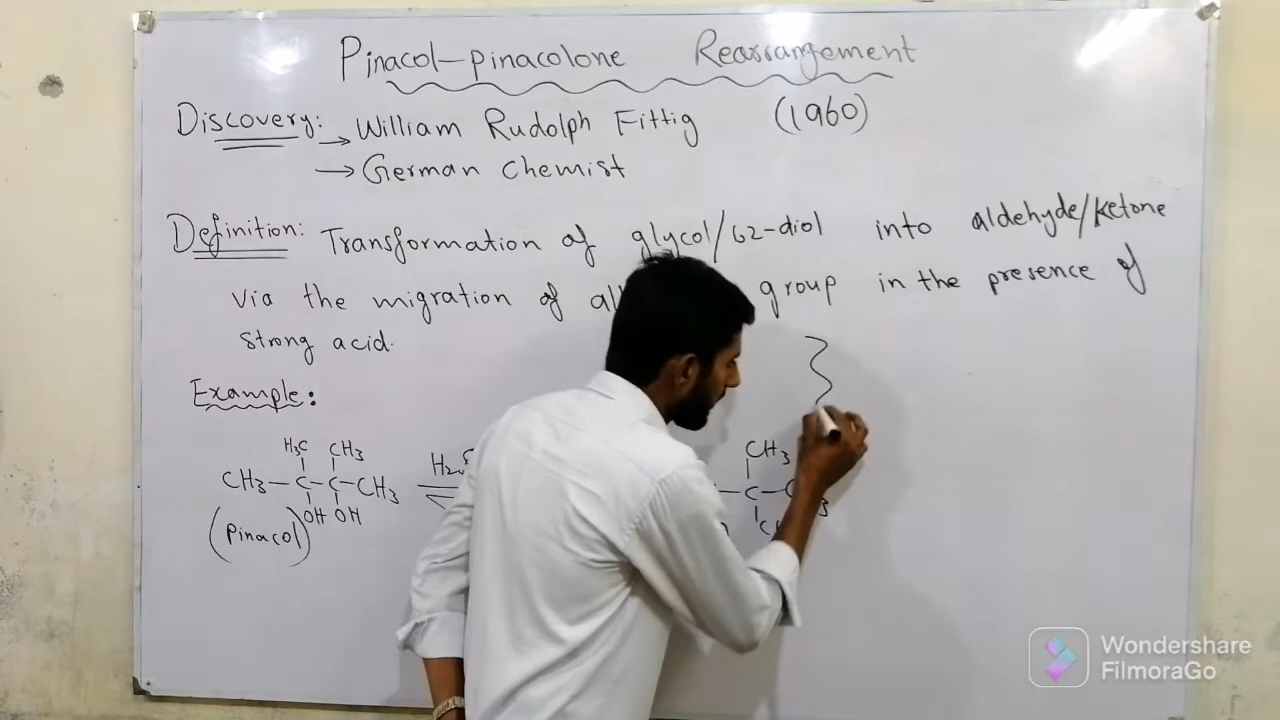 Pinacol-pinacolone Rearrangement
Discovery: → William Rudolph Fittig (1960)
→ German Chemist
Definition: Transformation of glycol/1,2-diol into aldehyde/ketone
via the migration of group in the presence of
strong acid.
Example:
H3C CH3 CH3
CH3-C-C-CH3 -C-
OH OH
(Pinacol)
Wondershare
FilmoraGo